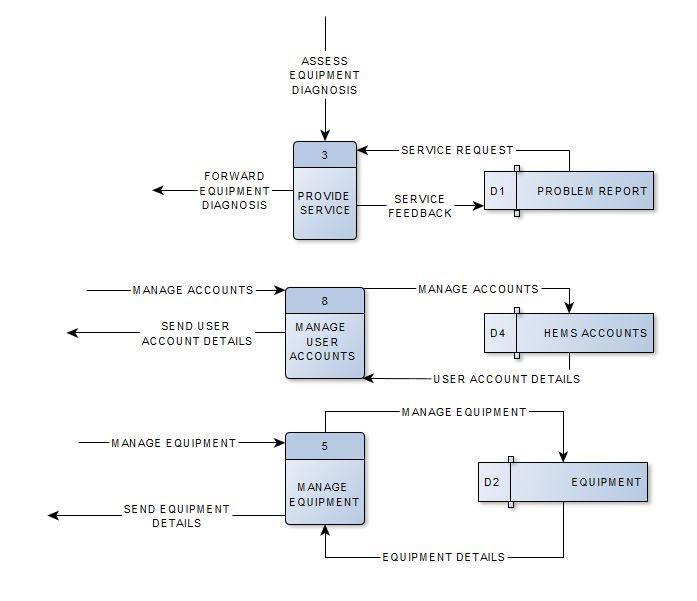 ASSESS
EQUIPMENT
DIAGNOSIS
3
SERVICE REQUEST
FORWARD
EQUIPMENT
DIAGNOSIS
PROVIDE
SERVICE
SERVICE
FEEDBACK
D1
PROBLEM REPORT
MANAGE ACCOUNTS
8
MANAGE ACCOUNTS
SEND USER
ACCOUNT DETAILS
MANAGE
USER
ACCOUNTS
D4
HEMS ACCOUNTS
USER ACCOUNT DETAILS
MANAGE EQUIPMENT
MANAGE EQUIPMENT
5
MANAGE
EQUIPMENT
D2
EQUIPMENT
SEND EQUIPMENT
DETAILS
EQUIPMENT DETAILS